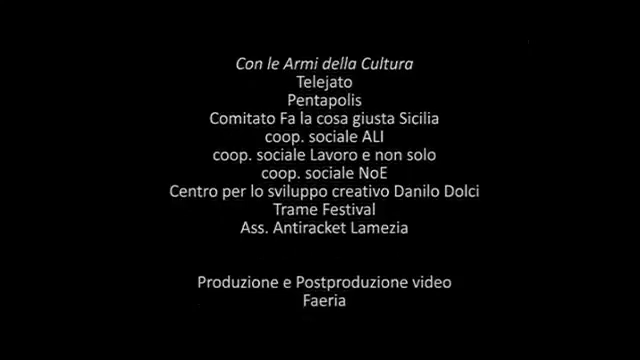 Con le Armi della Cultura
Telejato
Pentapolis
Comitato Fa la cosa giusta Sicilia
coop. sociale ALI
coop. sociale Lavoro e non solo
coop. sociale NoE
Centro per lo sviluppo creativo Danilo Dolci
Trame Festival
Ass. Antiracket Lamezia
Produzione e Postproduzione video
Faeria